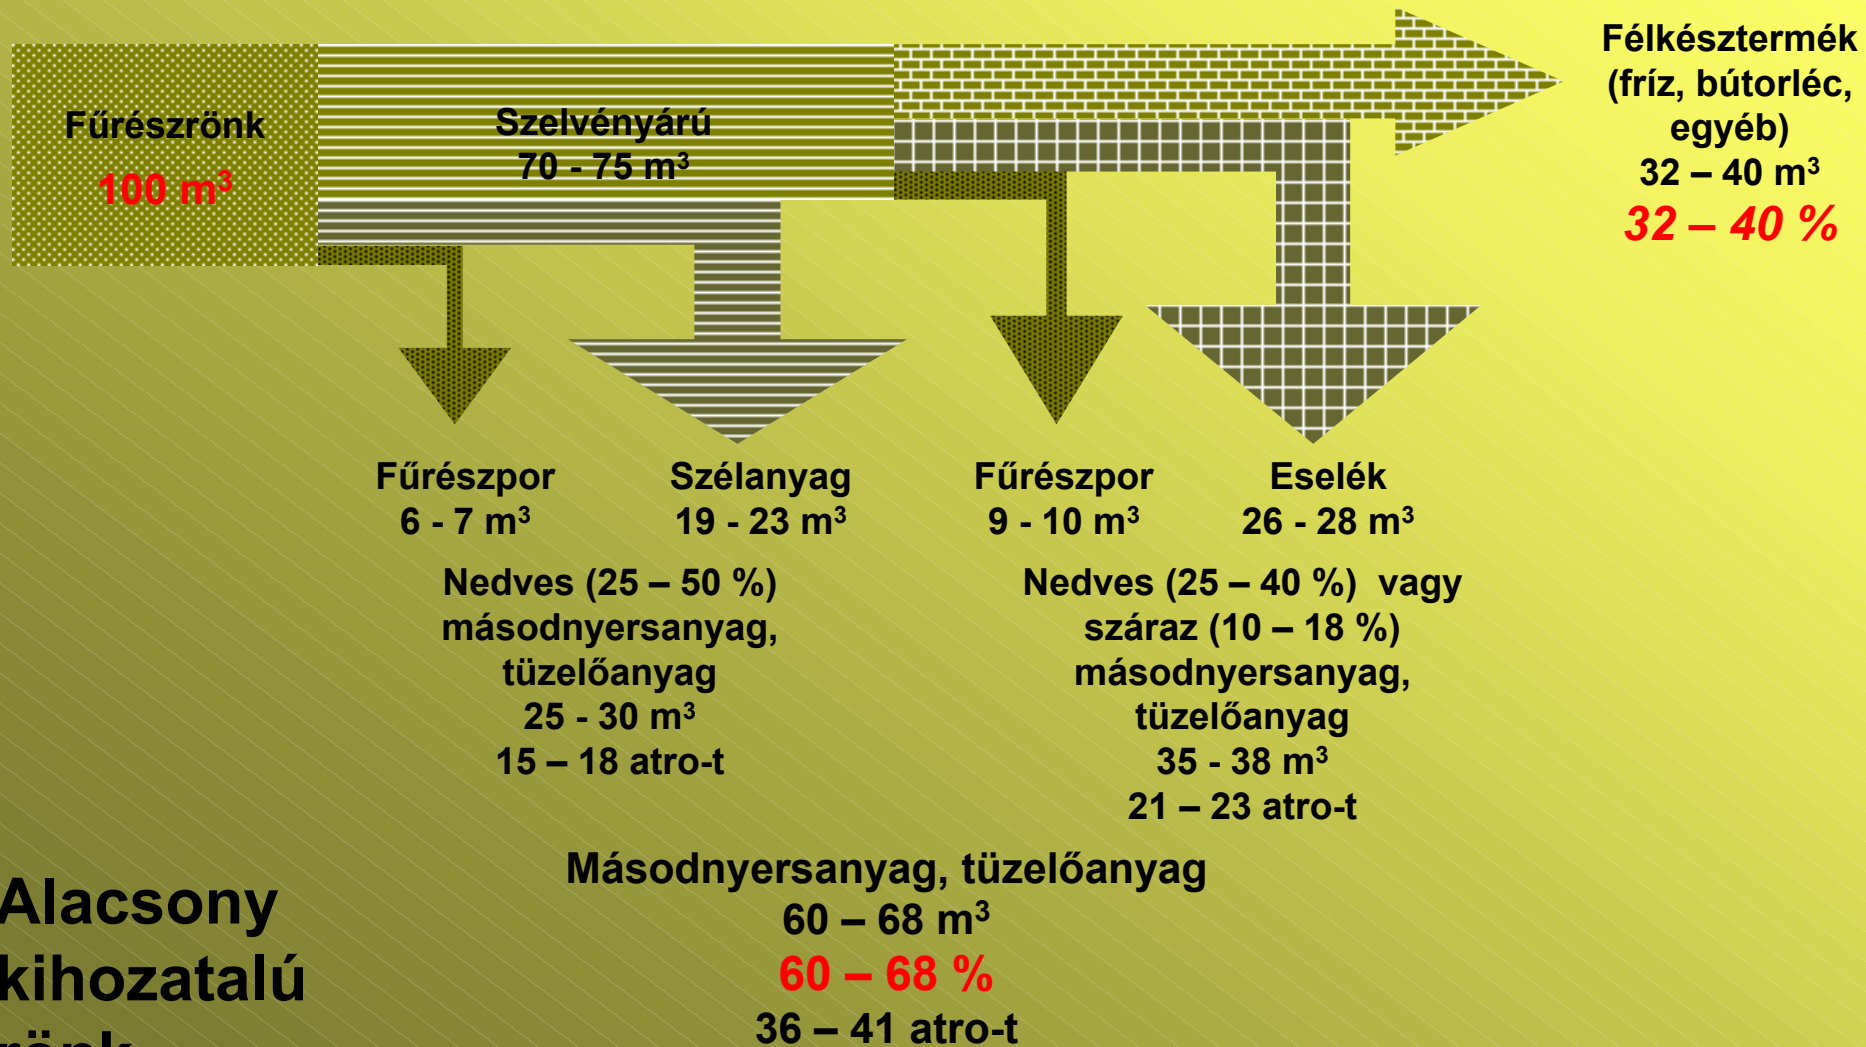 Fűrészrönk
100 m³
Szelvényárú
70 - 75 m³
Félkésztermék
(fríz, bútorléc,
egyéb)
32 – 40 m³
32 – 40 %
Fűrészpor
6 - 7 m³
Szélanyag
19 - 23 m³
Fűrészpor
9 - 10 m³
Eselék
26 - 28 m³
Nedves (25 – 50 %)
másodnyersanyag,
tüzelőanyag
25 - 30 m³
15 – 18 atro-t
Nedves (25 – 40 %) vagy
száraz (10 – 18 %)
másodnyersanyag,
tüzelőanyag
35 - 38 m³
21 – 23 atro-t
Másodnyersanyag, tüzelőanyag
60 – 68 m³
60 – 68 %
36 – 41 atro-t
Alacsony
kihozatalú
rönk